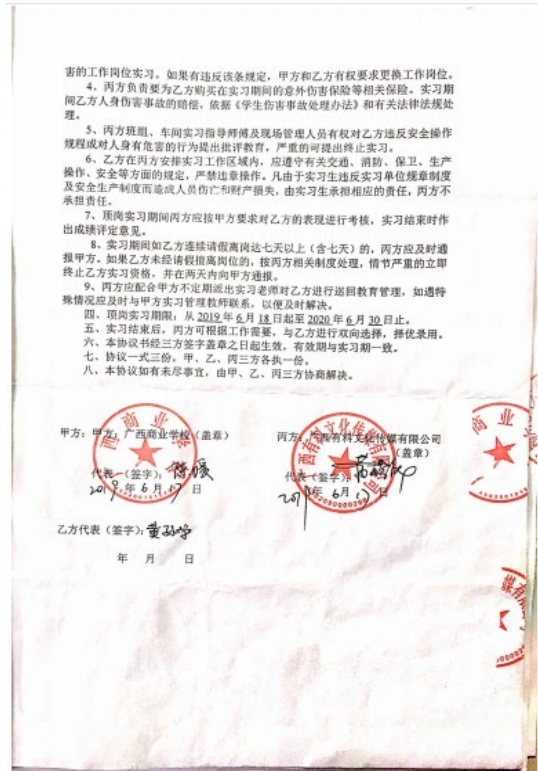 害的工作岗位实习。如果有违反该条规定，甲方和乙方有权要求更换工作岗位。
4、丙方负责要为乙方购买在实习期间的意外伤害保险等相关保险。实习期
间乙方人身伤害事故的赔偿，依据《学生伤害事故处理办法》和有关法律法规处
理。
5、丙方班组、车间实习指导师傅及现场管理人员有权对乙方违反安全操作
规程或对人身有危害的行为提出批评教育，严重的可提出终止实习。
6、乙方在丙方安排实习工作区域内，应遵守有关交通、消防、保卫、生产
操作、安全等方面的规定，严禁违章操作。凡由于实习生违反实习单位规章制度
及安全生产制度而造成人员伤亡和财产损失，由实习生承担相应的责任，丙方不
承担责任。
7、顶岗实习期间丙方应按甲方要求对乙方的表现进行考核，实习结束时作
出成绩评定意见。
8、实习期间如乙方连续请假离岗达七天以上（含七天）的，丙方应及时通
报甲方。如果乙方未经请假擅离岗位的，按丙方相关制度处理，情节严重的立即
终止乙方实习资格，并在两天内向甲方通报。
9、丙方应配合甲方不定期派出实习老师对乙方进行巡回教育管理，如遇特
殊情况应及时与甲方实习管理教师联系，以便及时解决。
四、顶岗实习期限：从 2019 年 6 月 18 日起至 2020 年 6 月 30 日止。
五、实习结束后，丙方可根据工作需要，与乙方进行双向选择，择优录用。
六、本协议书经三方签字盖章之日起生效。有效期与实习期一致。
七、协议一式三份，甲、乙、丙三方各执一份。
八、本协议如有未尽事宜，由甲、乙、丙三方协商解决。
甲方：甲方：广西商业学校（盖章）
丙方：广西有料文化传媒有限公司
（盖章）
代表（签字）：陈媛
代表（签字）：
2019 年 6 月 17 日
2019年 6月 17 日
乙方代表（签字）：黄
年 月 日